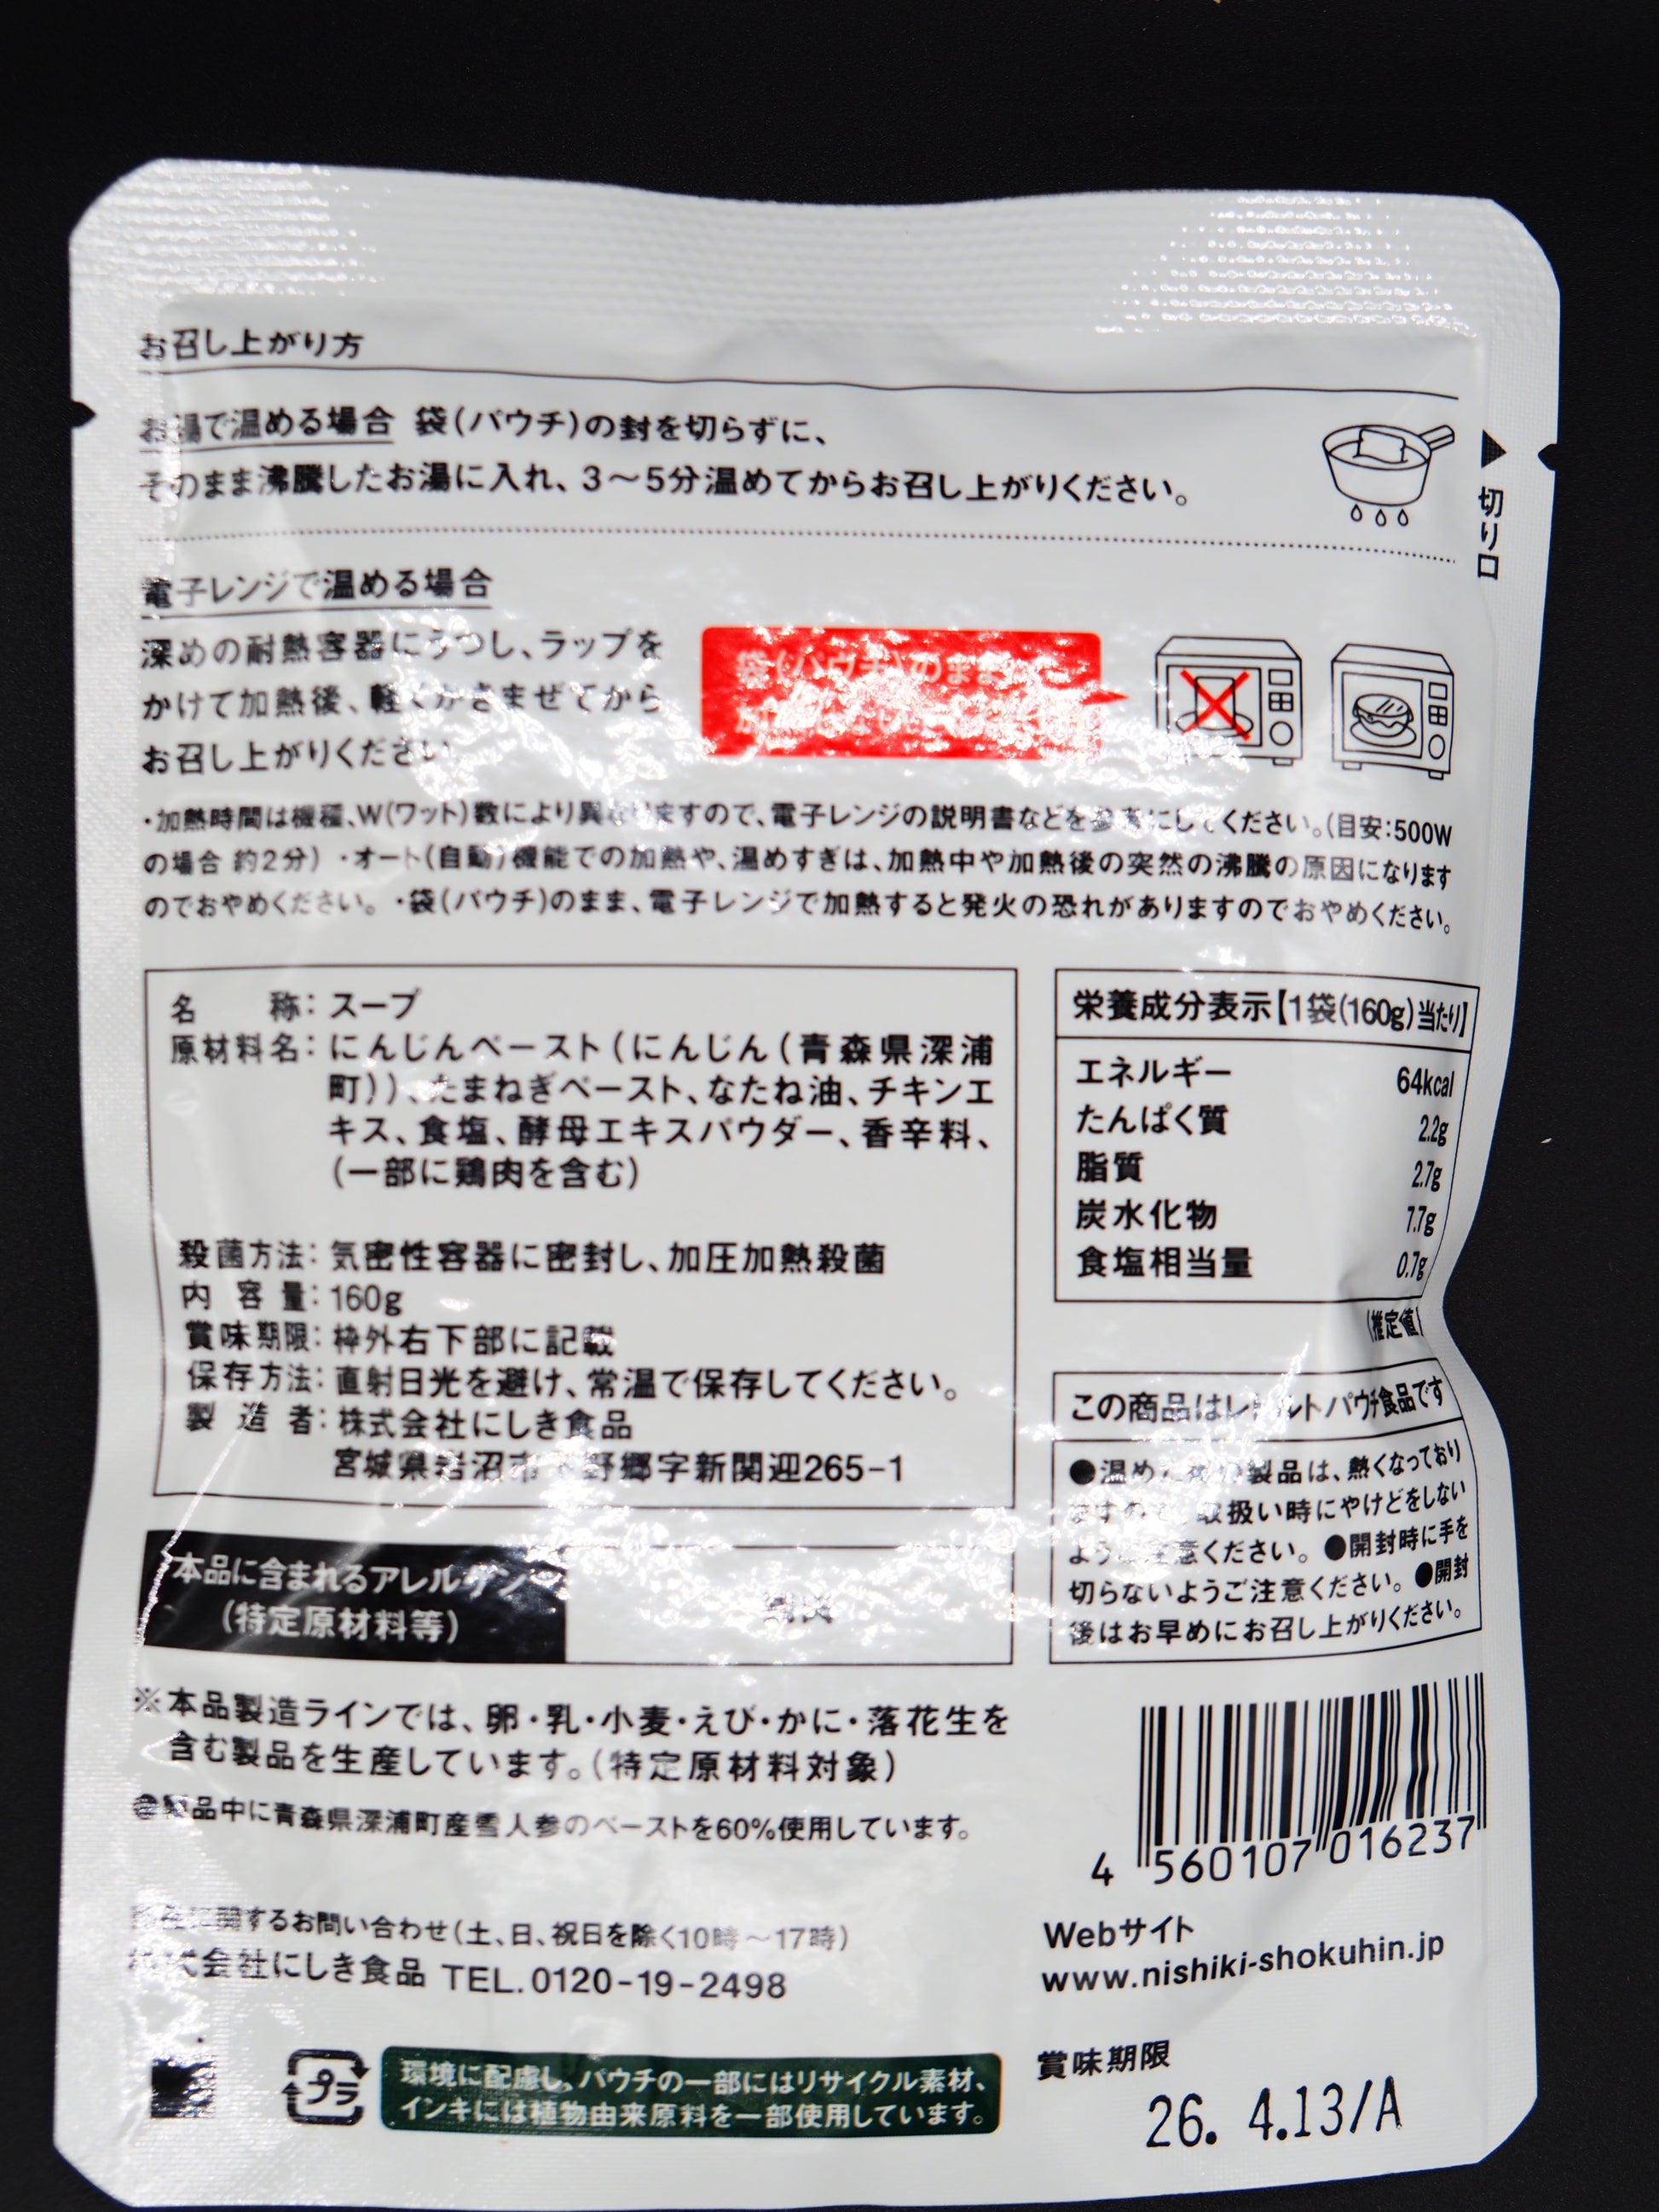 お召し上がり方
お湯で温める場合 袋(パウチ)の封を切らずに、
そのまま沸騰したお湯に入れ、3〜5分温めてからお召し上がりください。
▶切り口
電子レンジで温める場合
深めの耐熱容器にうつし、ラップを
かけて加熱後、軽くかきまぜてから
お召し上がりください
袋(パウチ)のまま
・加熱時間は機種、W(ワット)数により異なりますので、電子レンジの説明書などを参考にしてください。(目安:500W
の場合 約2分) ・オート(自動)機能での加熱や、温めすぎは、加熱中や加熱後の突然の沸騰の原因になります
のでおやめください。・袋(パウチ)のまま、電子レンジで加熱すると発火の恐れがありますのでおやめください。
名称:スープ
原材料名:にんじんペースト(にんじん(青森県深浦
町))、たまねぎペースト、なたね油、チキンエ
キス、食塩、酵母エキスパウダー、香辛料、
(一部に鶏肉を含む)
殺菌方法:気密性容器に密封し、加圧加熱殺菌
内容量:160g
賞味期限:枠外右下部に記載
保存方法:直射日光を避け、常温で保存してください。
製造者:株式会社にしき食品
宮城県岩沼市下野郷字新関迎265-1
栄養成分表示【1袋(160g)当たり】
エネルギー 64kcal
たんぱく質 2.2g
脂質 2.7g
炭水化物 7.7g
食塩相当量 0.7g
(推定値)
この商品はレトルトパウチ食品です
●温めた後の製品は、熱くなっており
ますので、取扱い時にやけどをしない
ようご注意ください。●開封時に手を
切らないようご注意ください。●開封
後はお早めにお召し上がりください。
本品に含まれるアレルゲン
(特定原材料等)
※本品製造ラインでは、卵・乳・小麦・えび・かに・落花生を
含む製品を生産しています。(特定原材料対象)
●製品中に青森県深浦町産雪人参のペーストを60%使用しています。
4 560107 016237
に関するお問い合わせ(土、日、祝日を除く10時〜17時)
株式会社にしき食品 TEL.0120-19-2498
Webサイト
www.nishiki-shokuhin.jp
プラ
環境に配慮し、パウチの一部にはリサイクル素材、
インキには植物由来原料を一部使用しています。
賞味期限
26. 4.13/A